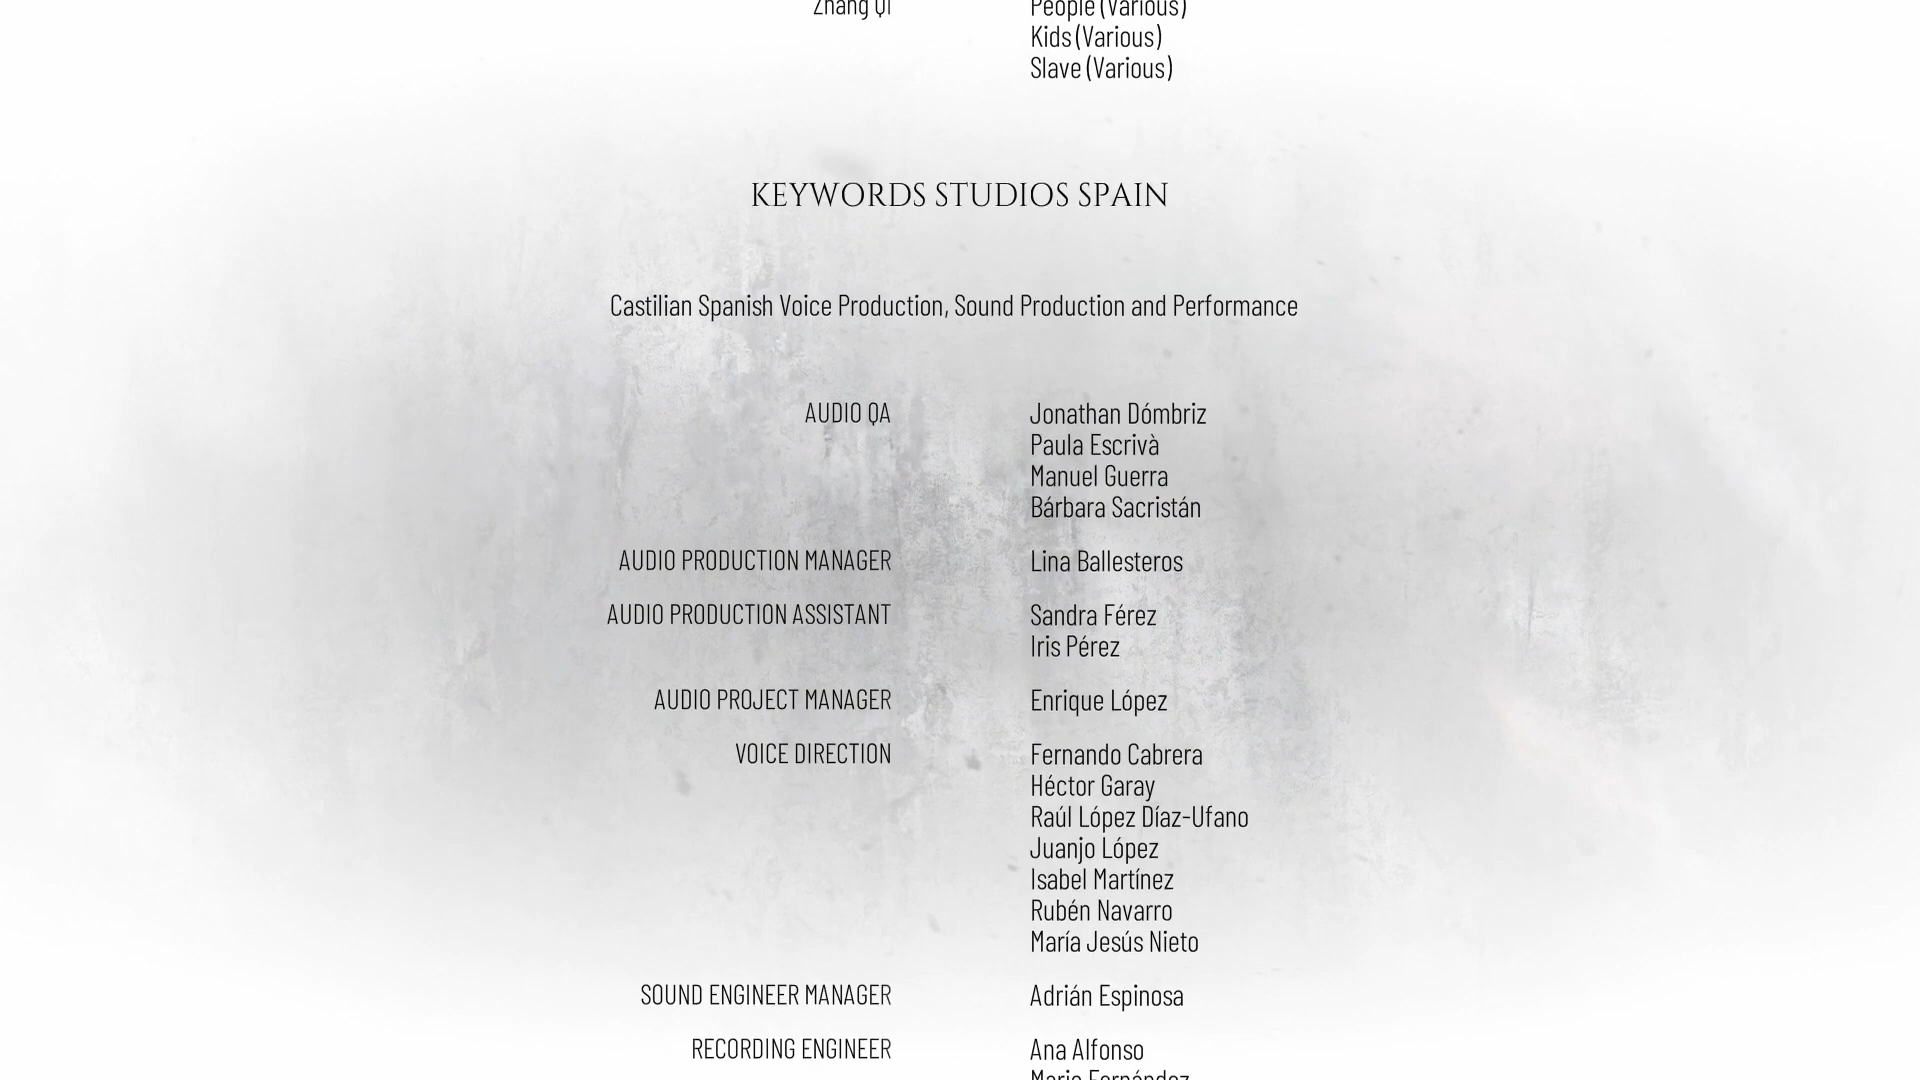 Zhang Qi People (Various)
Kids (Various)
Slave (Various)
KEYWORDS STUDIOS SPAIN
Castilian Spanish Voice Production, Sound Production and Performance
AUDIO QA Jonathan Dómbriz
Paula Escrivà
Manuel Guerra
Bárbara Sacristán
AUDIO PRODUCTION MANAGER Lina Ballesteros
AUDIO PRODUCTION ASSISTANT Sandra Férez
Iris Pérez
AUDIO PROJECT MANAGER Enrique López
VOICE DIRECTION Fernando Cabrera
Héctor Garay
Raúl López Díaz-Ufano
Juanjo López
Isabel Martínez
Rubén Navarro
María Jesús Nieto
SOUND ENGINEER MANAGER Adrián Espinosa
RECORDING ENGINEER Ana Alfonso
Fernández